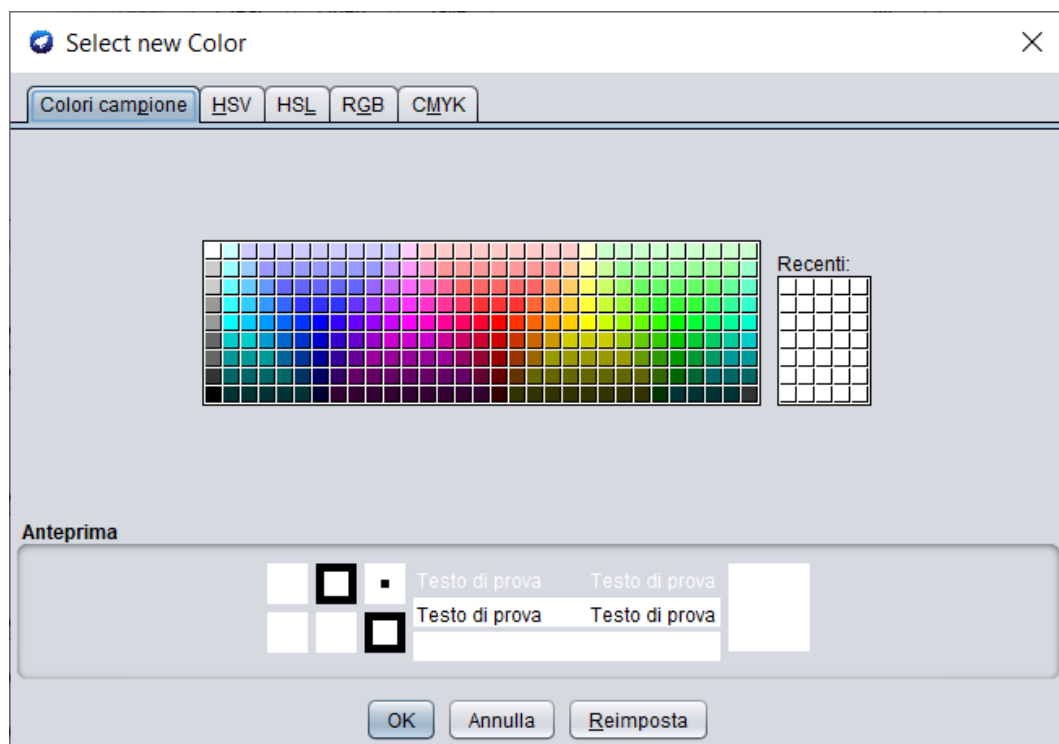 Select new Color
Colori campione HSV HSL RGB CMYK
Recenti:
Anteprima
Testo di prova Testo di prova
Testo di prova Testo di prova
OK Annulla Reimposta